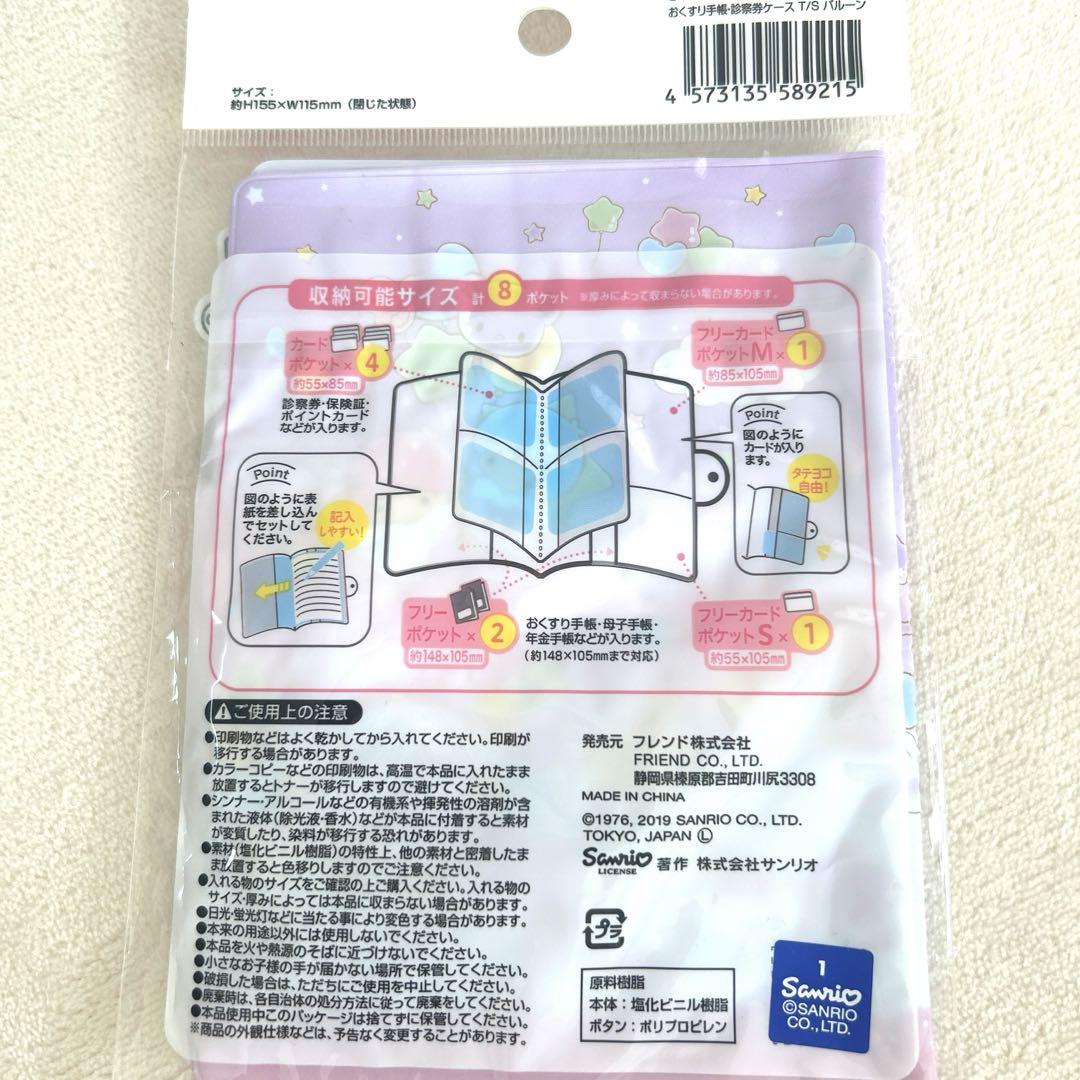 おくすり手帳・診察券ケース T/S バルーン
4 573135 589215
サイズ：
約H155×W115mm（閉じた状態）
収納可能サイズ 計 8 ポケット ※厚みによって収まらない場合があります。
カード
ポケット× 4
約55×85mm
診察券・保険証・
ポイントカード
などが入ります。
フリーカード
ポケットM× 1
約85×105mm
Point
図のように
カードが入り
ます。
タテヨコ
自由！
Point
図のように表
紙を差し込ん
でセットして
ください。
記入
しやすい！
フリー
ポケット× 2
約148×105mm
おくすり手帳・母子手帳・
年金手帳などが入ります。
（約148×105mmまで対応）
フリーカード
ポケットS× 1
約55×105mm
ご使用上の注意
●印刷物などはよく乾かしてから入れてください。印刷が
移行する場合があります。
●カラーコピーなどの印刷物は、高温で本品に入れたまま
放置するとトナーが移行しますので避けてください。
●シンナー・アルコールなどの有機系や揮発性の溶剤が含
まれた液体（除光液・香水）などが本品に付着すると素材
が変質したり、染料が移行する恐れがあります。
●素材（塩化ビニル樹脂）の特性上、他の素材と密着したま
ま放置すると色移りしますのでご注意ください。
●入れる物のサイズをご確認の上ご購入ください。入れる物の
サイズ・厚みによっては本品に収まらない場合があります。
●日光・蛍光灯などに当たる事により変色する場合があります。
●本来の用途以外には使用しないでください。
●本品を火や熱源のそばに近づけないでください。
●小さなお子様の手が届かない場所で保管してください。
●破損した場合は、ただちにご使用を中止してください。
●廃棄時は、各自治体の処分方法に従って廃棄をしてください。
●本品使用中このパッケージは捨てずに保管してください。
※商品の外観仕様などは、予告なく変更することがあります。
発売元 フレンド株式会社
FRIEND CO., LTD.
静岡県榛原郡吉田町川尻3308
MADE IN CHINA
©1976, 2019 SANRIO CO., LTD.
TOKYO, JAPAN Ⓛ
Sanrio
LICENSE
著作 株式会社サンリオ
プラ
原料樹脂
本体：塩化ビニル樹脂
ボタン：ポリプロピレン
1
Sanrio
©SANRIO
CO., LTD.